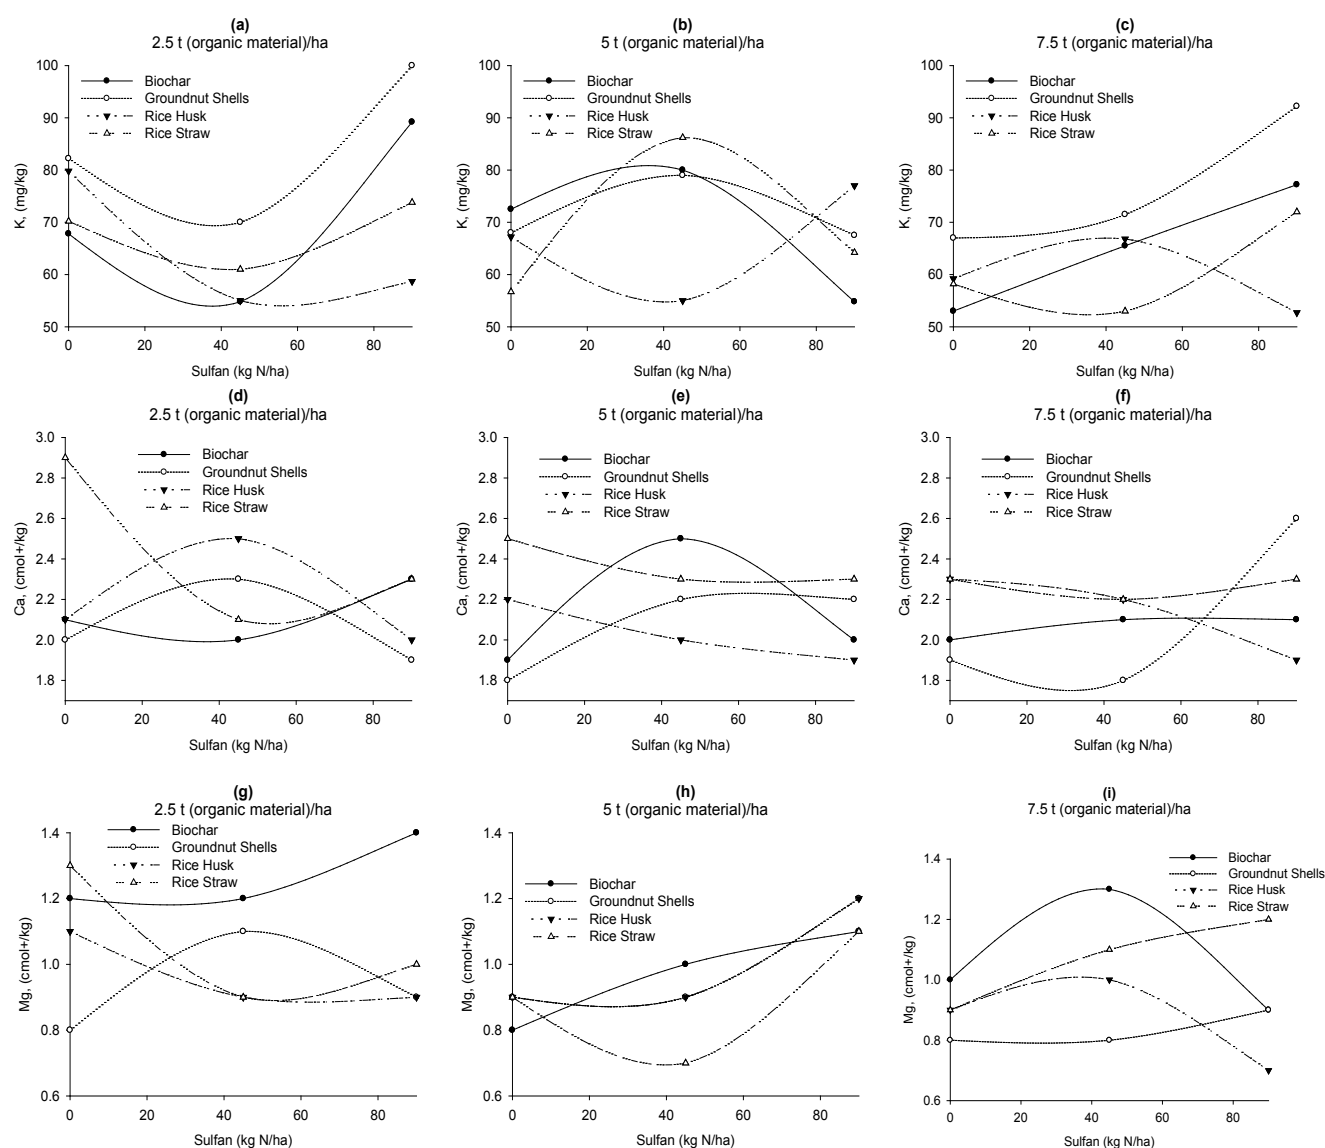 (a)
2.5 t (organic material)/ha
Biochar
Groundnut Shells
Rice Husk
Rice Straw
K, (mg/kg)
100
90
80
70
60
50
0 20 40 60 80
Sulfan (kg N/ha)
(b)
5 t (organic material)/ha
Biochar
Groundnut Shells
Rice Husk
Rice Straw
K, (mg/kg)
100
90
80
70
60
50
0 20 40 60 80
Sulfan (kg N/ha)
(c)
7.5 t (organic material)/ha
Biochar
Groundnut Shells
Rice Husk
Rice Straw
K, (mg/kg)
100
90
80
70
60
50
0 20 40 60 80
Sulfan (kg N/ha)
(d)
2.5 t (organic material)/ha
Biochar
Groundnut Shells
Rice Husk
Rice Straw
Ca, (cmol+/kg)
3.0
2.8
2.6
2.4
2.2
2.0
1.8
0 20 40 60 80
Sulfan (kg N/ha)
(e)
5 t (organic material)/ha
Biochar
Groundnut Shells
Rice Husk
Rice Straw
Ca, (cmol+/kg)
3.0
2.8
2.6
2.4
2.2
2.0
1.8
0 20 40 60 80
Sulfan (kg N/ha)
(f)
7.5 t (organic material)/ha
Biochar
Groundnut Shells
Rice Husk
Rice Straw
Ca, (cmol+/kg)
3.0
2.8
2.6
2.4
2.2
2.0
1.8
0 20 40 60 80
Sulfan (kg N/ha)
(g)
2.5 t (organic material)/ha
Biochar
Groundnut Shells
Rice Husk
Rice Straw
Mg, (cmol+/kg)
1.4
1.2
1.0
0.8
0.6
0 20 40 60 80
Sulfan (kg N/ha)
(h)
5 t (organic material)/ha
Biochar
Groundnut Shells
Rice Husk
Rice Straw
Mg, (cmol+/kg)
1.4
1.2
1.0
0.8
0.6
0 20 40 60 80
Sulfan (kg N/ha)
(i)
7.5 t (organic material)/ha
Biochar
Groundnut Shells
Rice Husk
Rice Straw
Mg, (cmol+/kg)
1.4
1.2
1.0
0.8
0.6
0 20 40 60 80
Sulfan (kg N/ha)